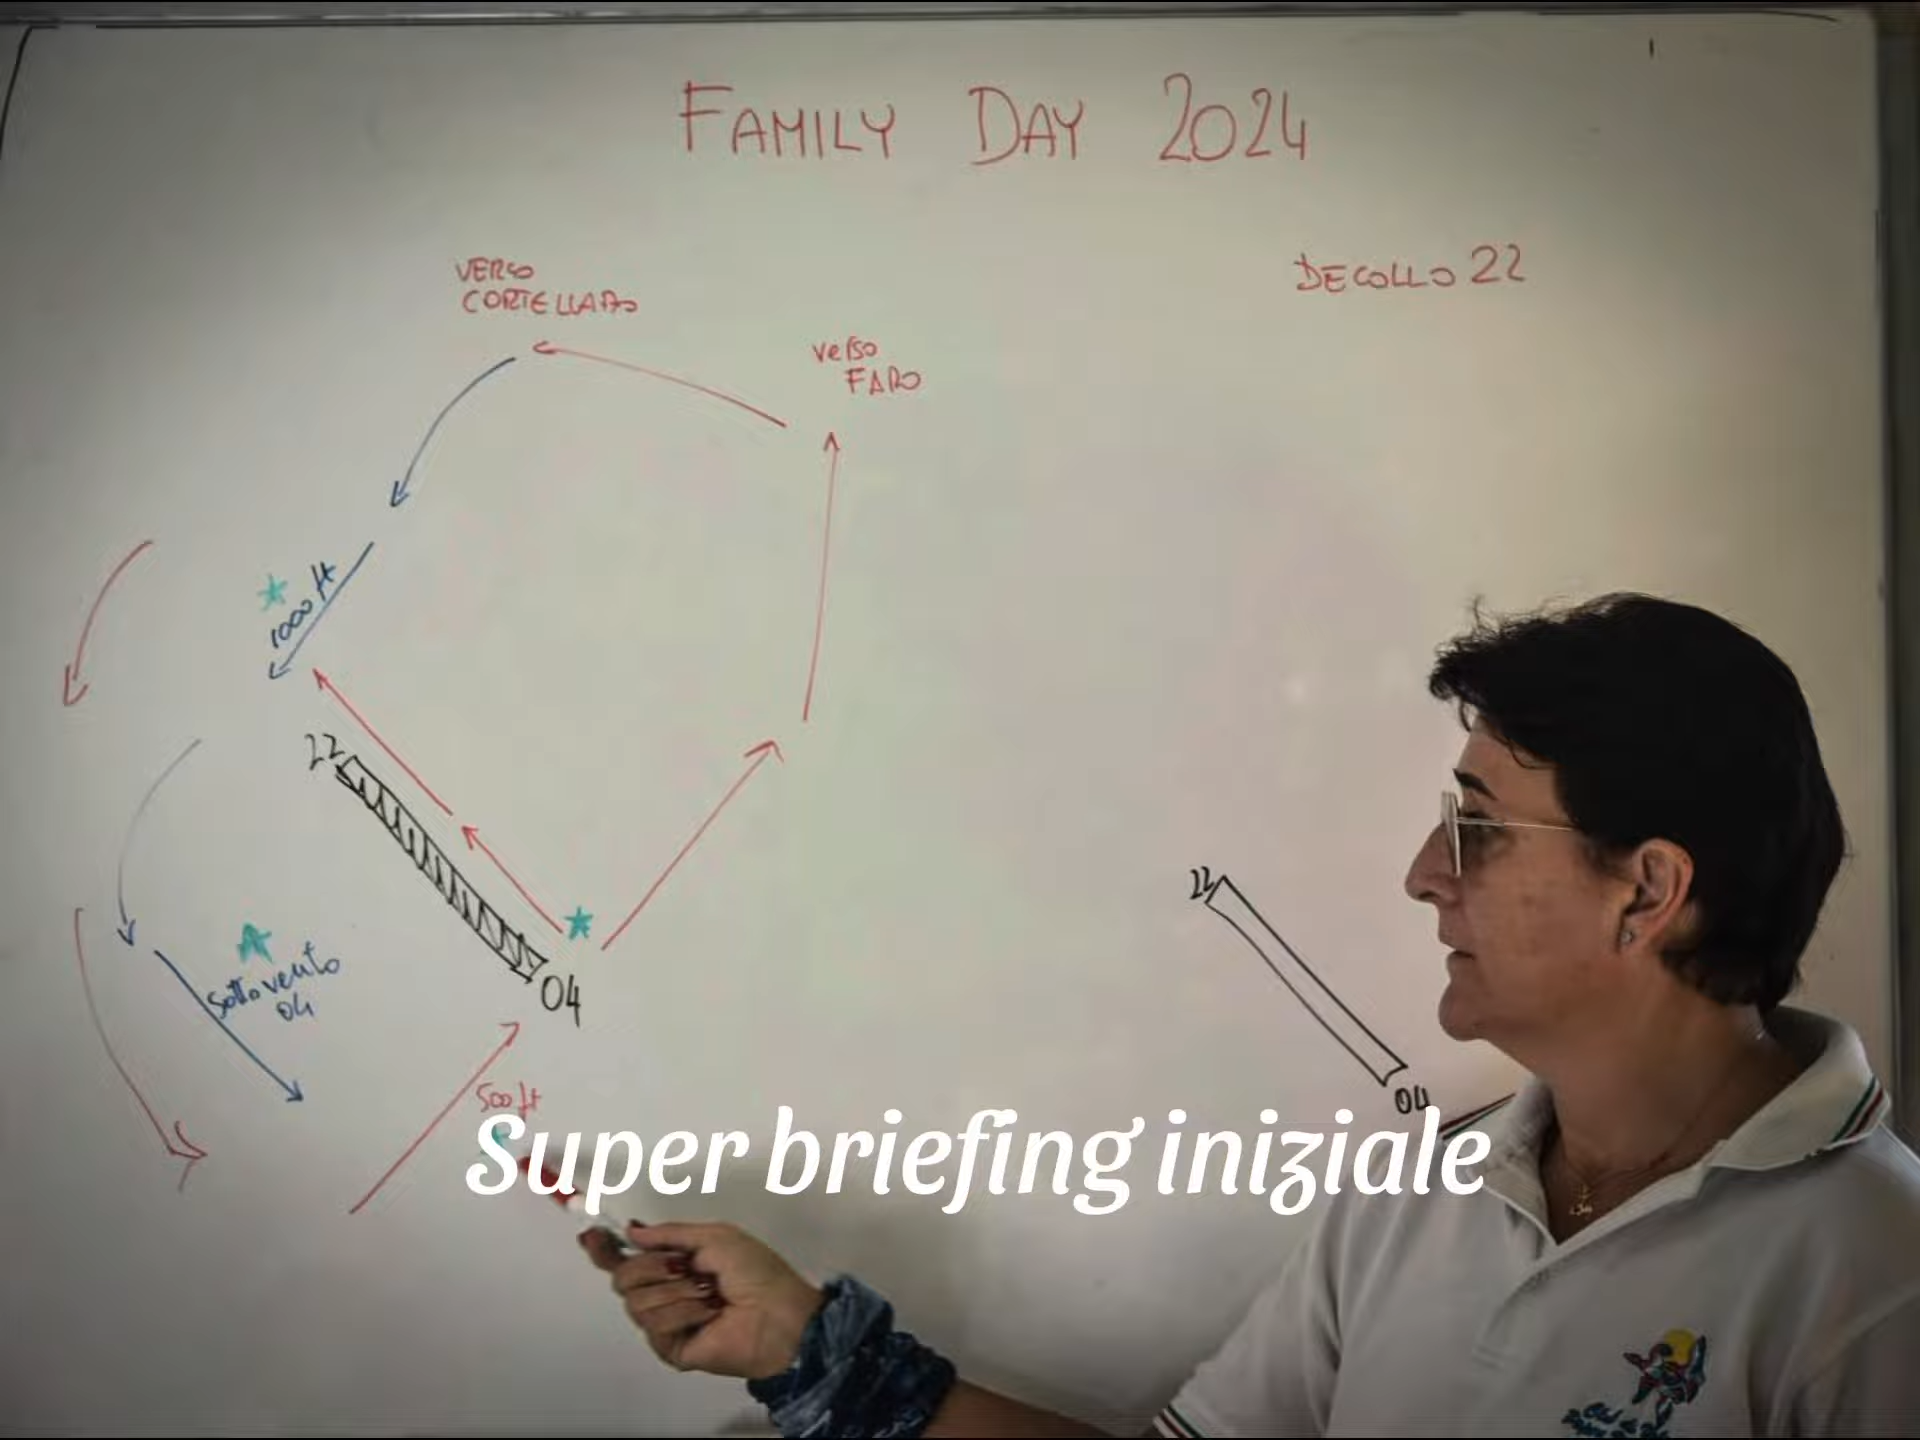 FAMILY DAY 2024
DECOLLO 22
VERSO
CORTELLAZZO
verso
FARO
1000 ft
22
04
Sottovento
04
500 ft
22
04
Super briefing iniziale